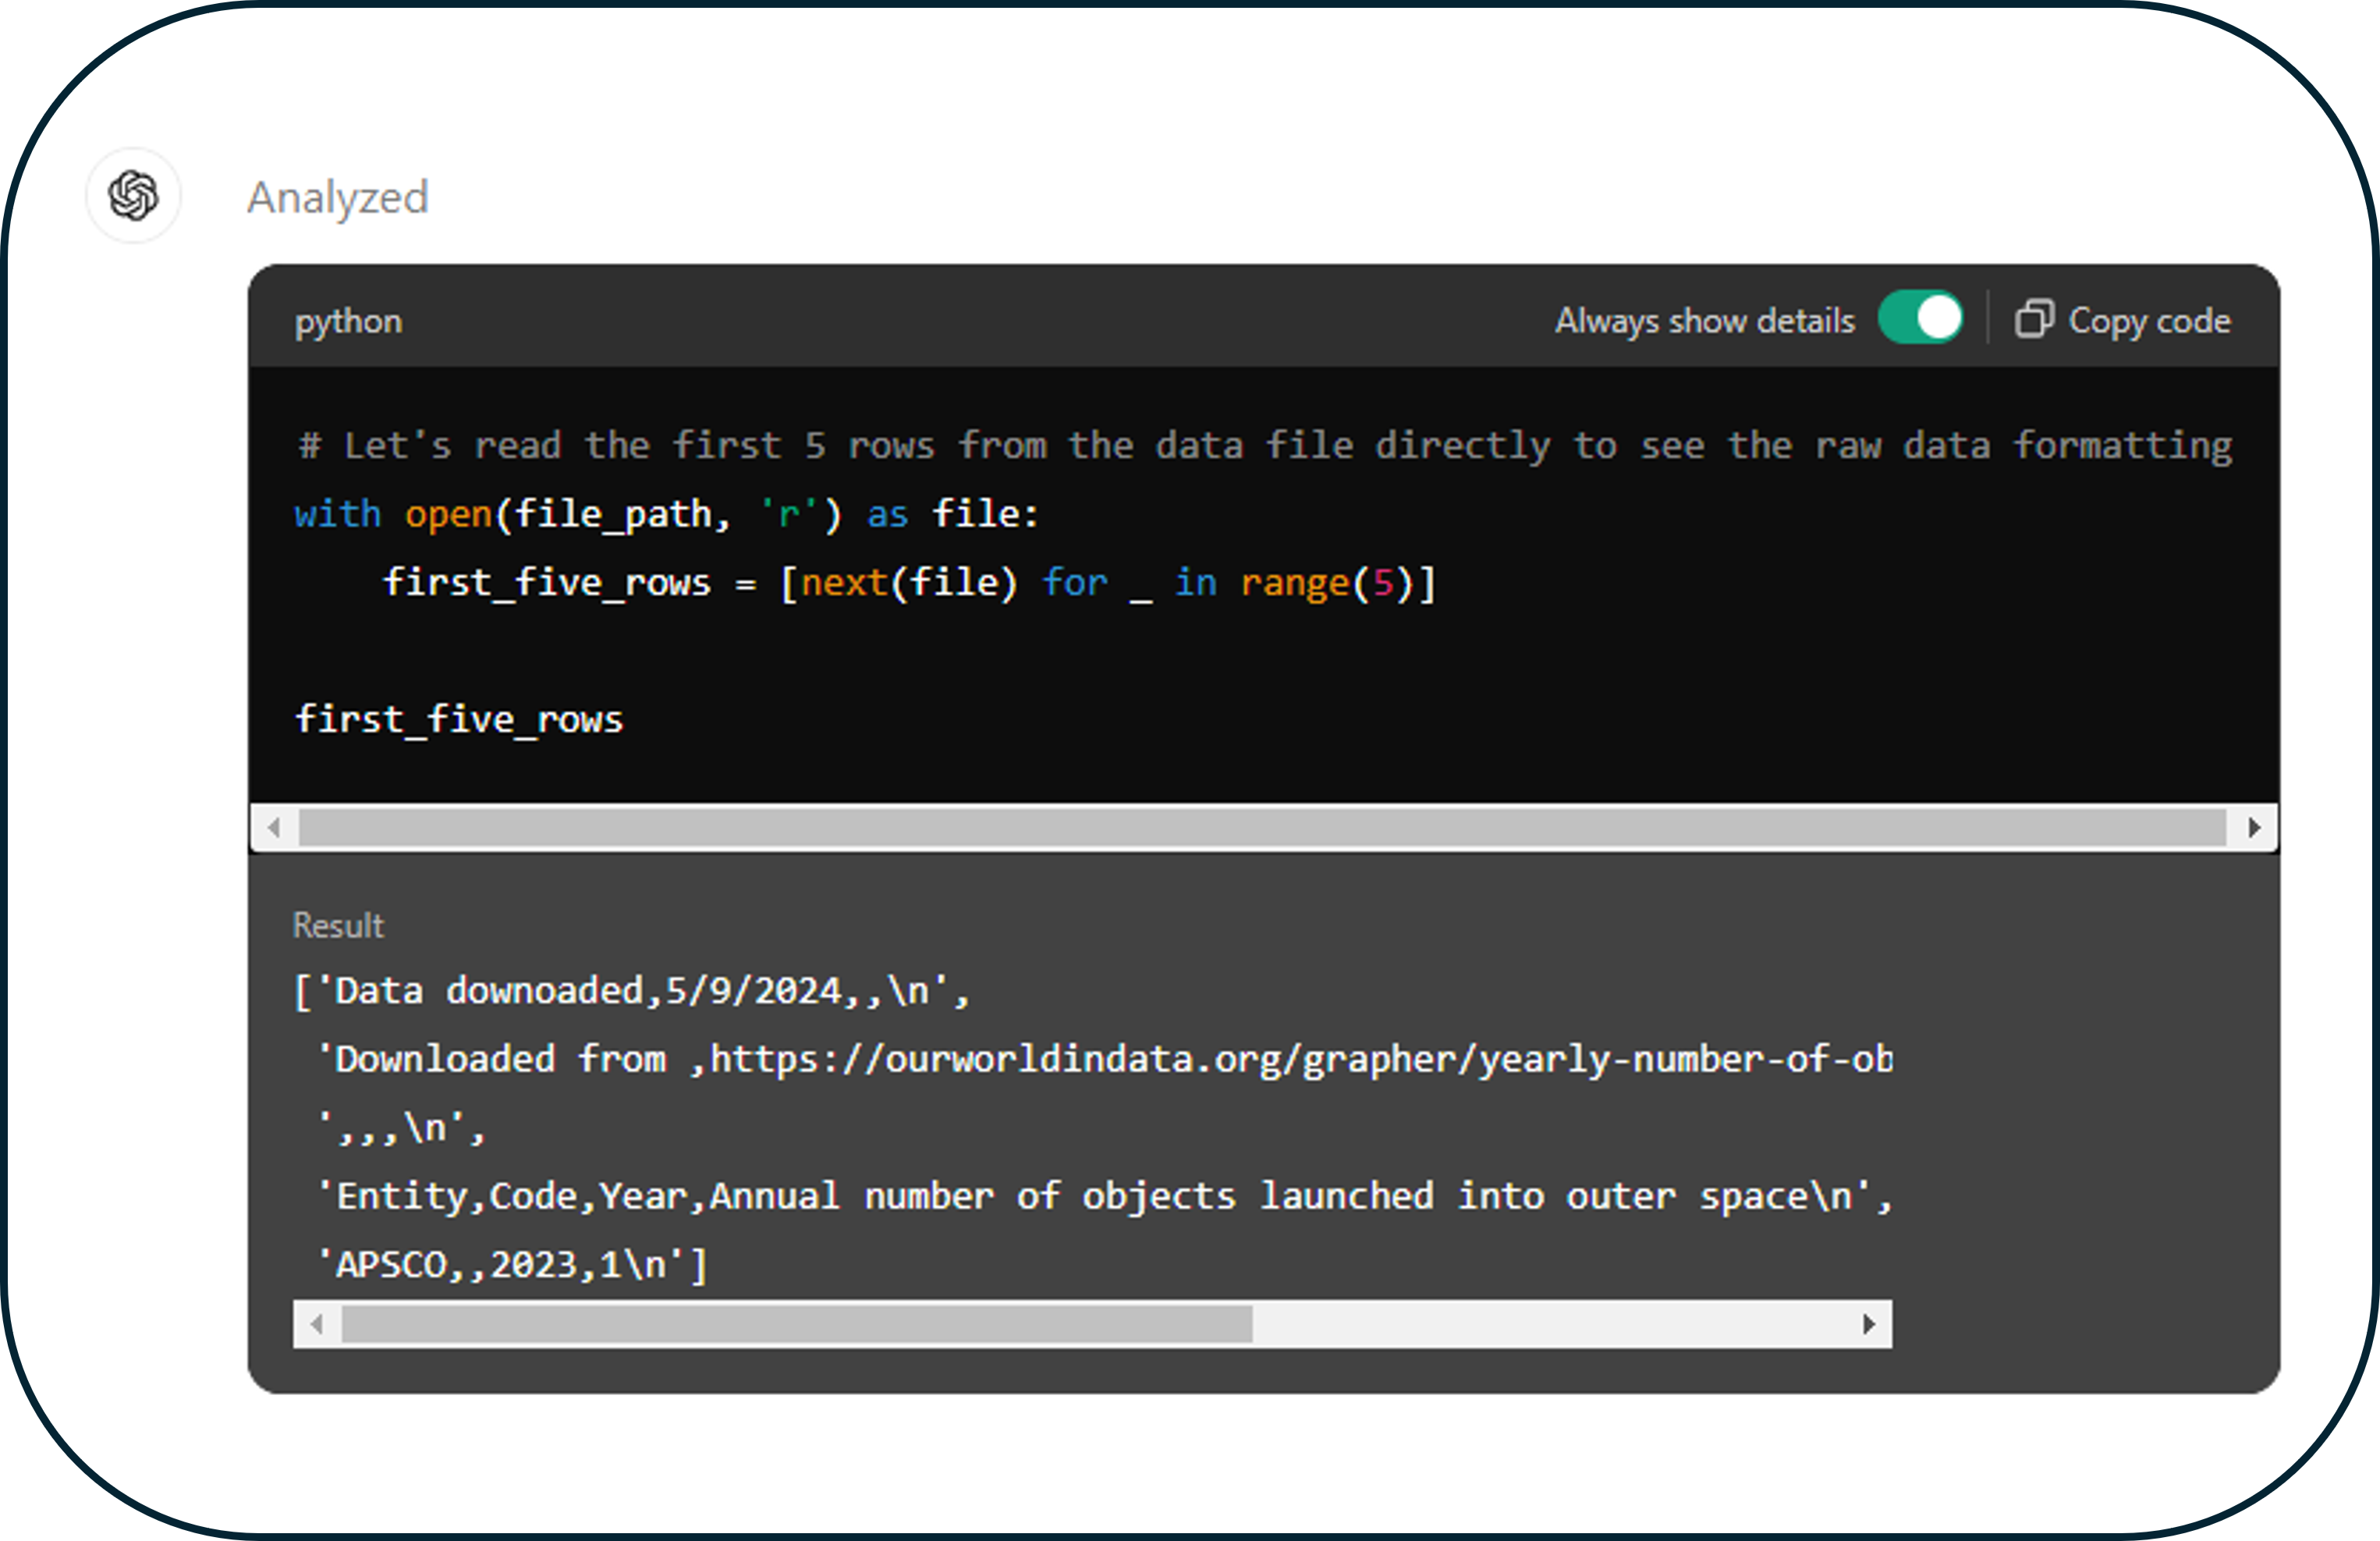 Analyzed
python
Always show details
Copy code
# Let's read the first 5 rows from the data file directly to see the raw data formatting
with open(file_path, 'r') as file:
    first_five_rows = [next(file) for _ in range(5)]
first_five_rows
Result
['Data downoaded,5/9/2024,,\n',
 'Downloaded from ,https://ourworldindata.org/grapher/yearly-number-of-ob
 ',,,\n',
 'Entity,Code,Year,Annual number of objects launched into outer space\n',
 'APSCO,,2023,1\n']